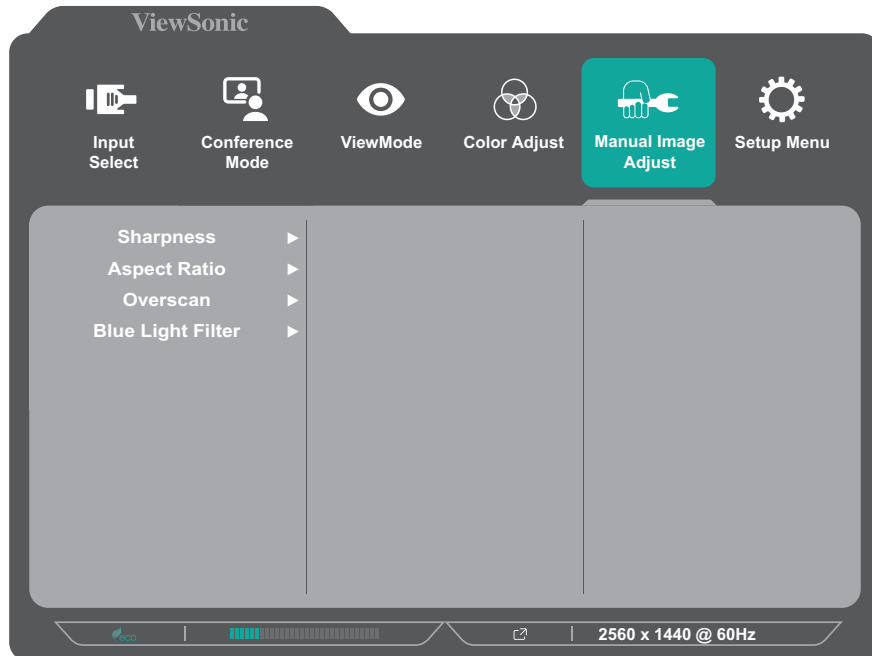 ViewSonic
Input
Select
Conference
Mode
ViewMode
Color Adjust
Manual Image
Adjust
Setup Menu
Sharpness
Aspect Ratio
Overscan
Blue Light Filter
eco
2560 x 1440 @ 60Hz